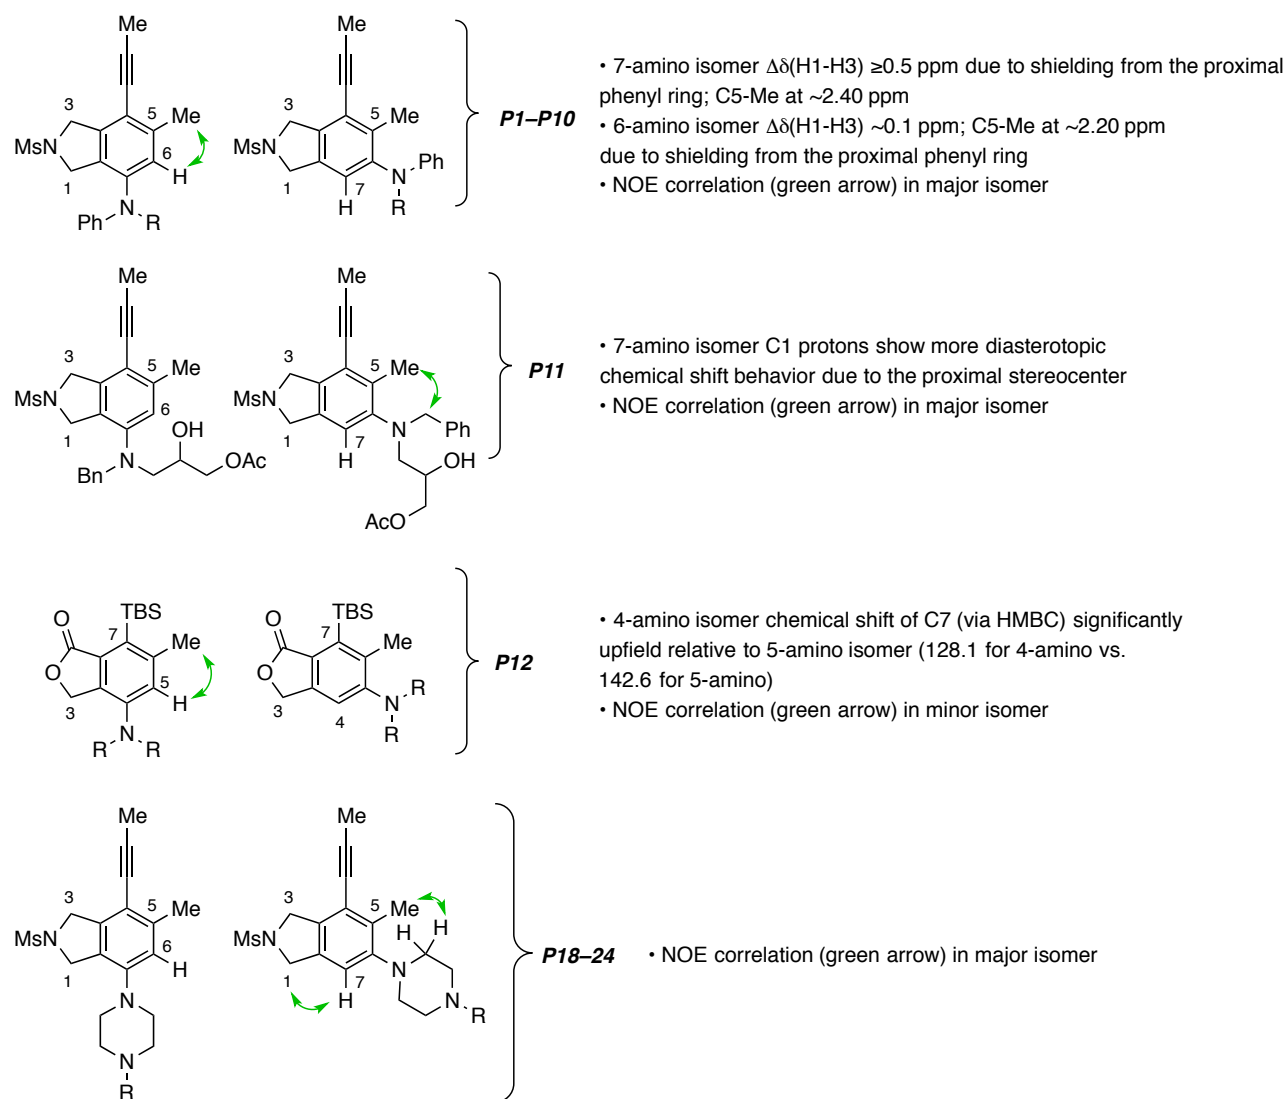 Me
Me
3
5
Me
MsN
6
H
1
N
Ph
R
3
5
Me
MsN
1
7
H
N
Ph
R
P1–P10
• 7-amino isomer Δδ(H1-H3) ≥0.5 ppm due to shielding from the proximal
phenyl ring; C5-Me at ~2.40 ppm
• 6-amino isomer Δδ(H1-H3) ~0.1 ppm; C5-Me at ~2.20 ppm
due to shielding from the proximal phenyl ring
• NOE correlation (green arrow) in major isomer
Me
Me
3
5
Me
MsN
6
1
OH
N
Bn
OAc
3
5
Me
MsN
1
7
H
N
Ph
OH
AcO
P11
• 7-amino isomer C1 protons show more diasterotopic
chemical shift behavior due to the proximal stereocenter
• NOE correlation (green arrow) in major isomer
O
TBS
7
Me
O
5
H
3
N
R
R
O
TBS
7
Me
O
3
4
N
R
R
P12
• 4-amino isomer chemical shift of C7 (via HMBC) significantly
upfield relative to 5-amino isomer (128.1 for 4-amino vs.
142.6 for 5-amino)
• NOE correlation (green arrow) in minor isomer
Me
Me
3
5
Me
MsN
6
H
1
N
N
R
3
5
Me
H
H
MsN
1
7
H
N
N
R
P18–24
• NOE correlation (green arrow) in major isomer